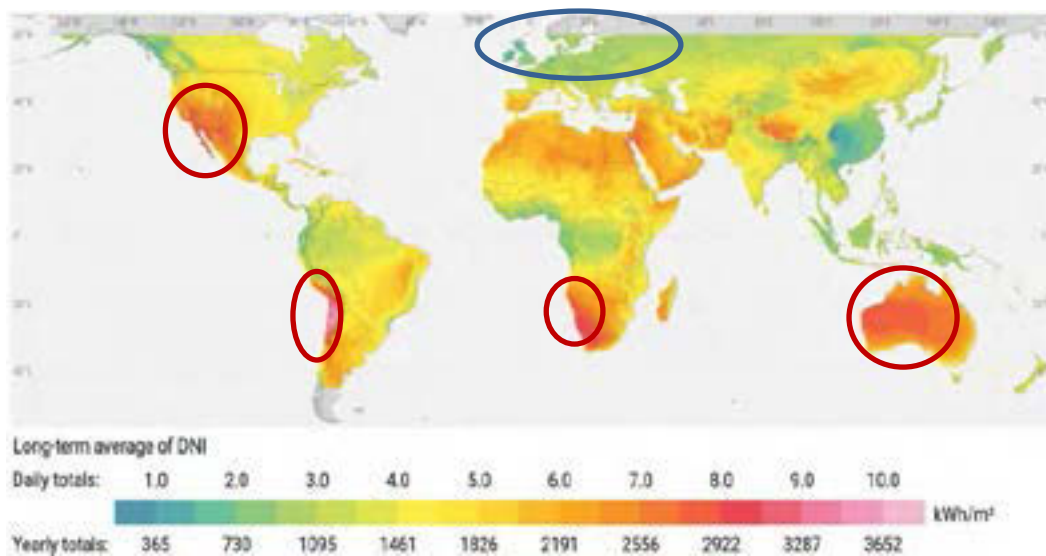 Long-term average of DNI
Daily totals: 1.0 2.0 3.0 4.0 5.0 6.0 7.0 8.0 9.0 10.0
kWh/m²
Yearly totals: 365 730 1095 1461 1826 2191 2556 2922 3287 3652